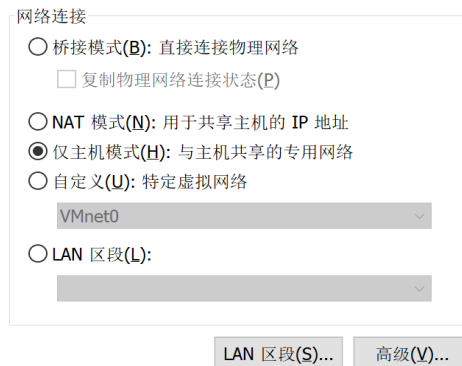 网络连接
桥接模式(B): 直接连接物理网络
复制物理网络连接状态(P)
NAT 模式(N): 用于共享主机的 IP 地址
仅主机模式(H): 与主机共享的专用网络
自定义(U): 特定虚拟网络
VMnet0
LAN 区段(L):
LAN 区段(S)... 高级(V)...